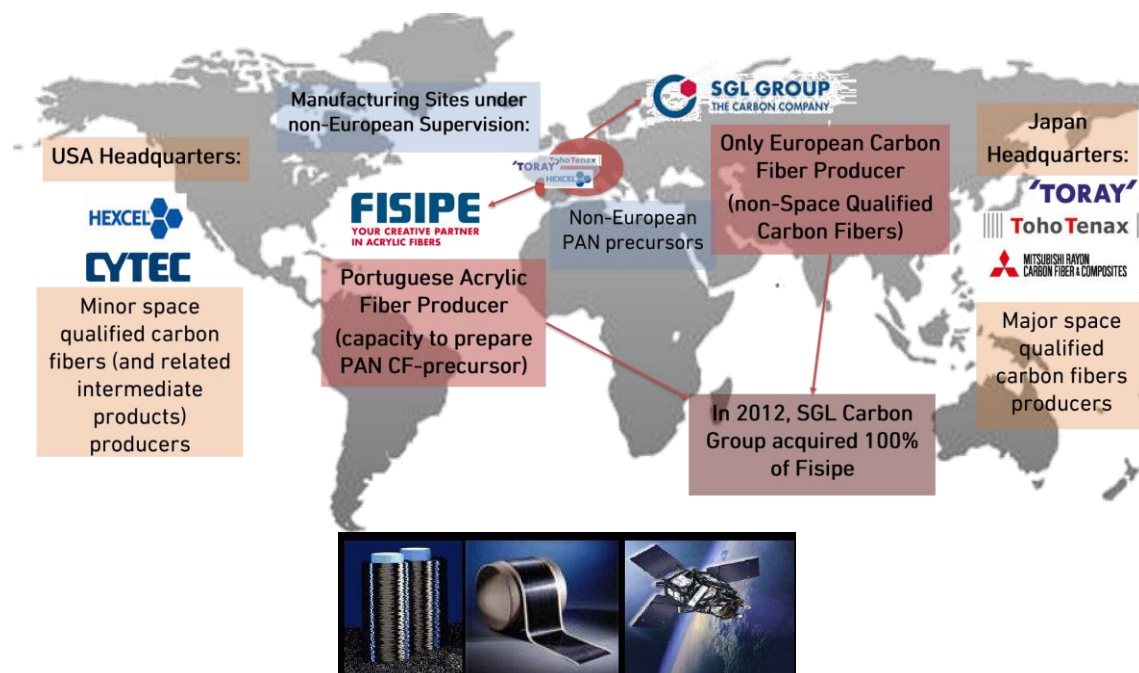 Manufacturing Sites under
non-European Supervision:
SGL GROUP
THE CARBON COMPANY
USA Headquarters:
HEXCEL
CYTEC
Minor space
qualified carbon
fibers (and related
intermediate
products)
producers
TohoTenax
'TORAY'
HEXCEL
FISIPE
YOUR CREATIVE PARTNER
IN ACRYLIC FIBERS
Non-European
PAN precursors
Portuguese Acrylic
Fiber Producer
(capacity to prepare
PAN CF-precursor)
Only European Carbon
Fiber Producer
(non-Space Qualified
Carbon Fibers)
In 2012, SGL Carbon
Group acquired 100%
of Fisipe
Japan
Headquarters:
'TORAY'
TohoTenax
MITSUBISHI RAYON
CARBON FIBER & COMPOSITES
Major space
qualified
carbon fibers
producers